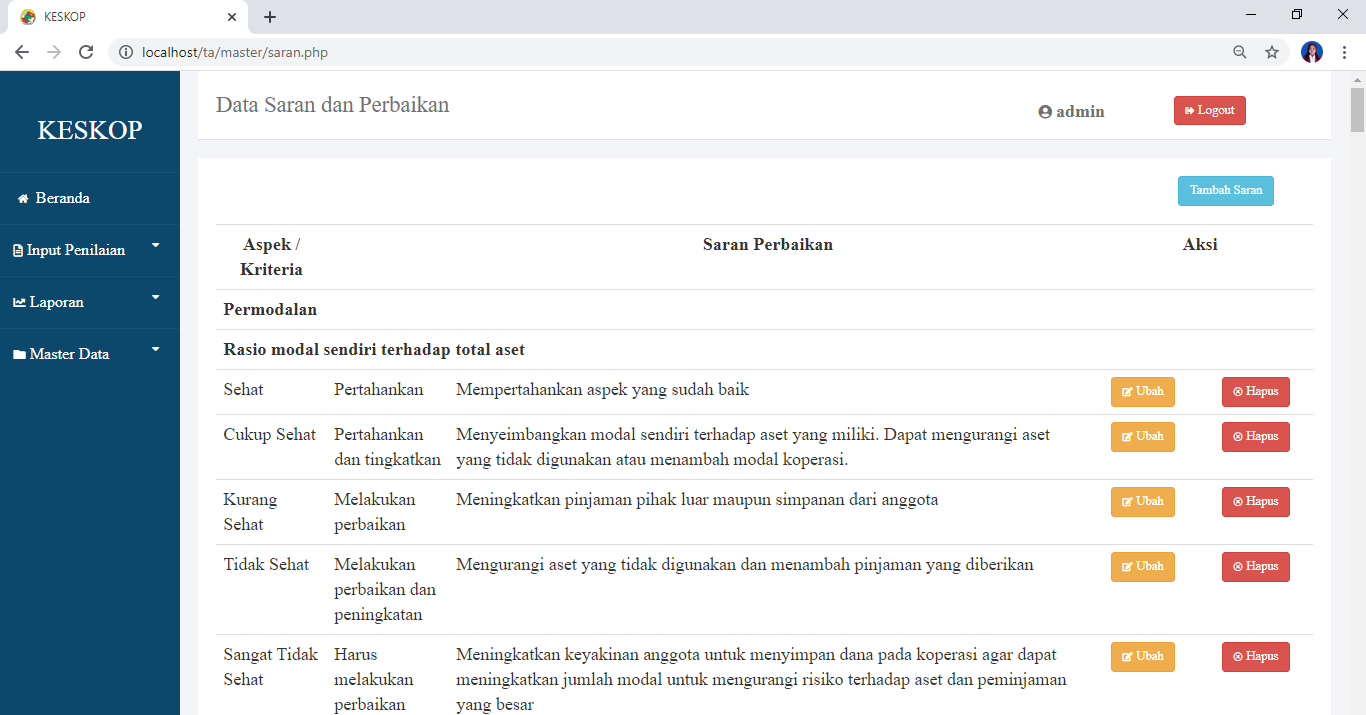 KESKOP
localhost/ta/master/saran.php
KESKOP
Beranda
Input Penilaian
Laporan
Master Data
Data Saran dan Perbaikan
admin
Logout
Tambah Saran
Aspek / Kriteria
Saran Perbaikan
Aksi
Permodalan
Rasio modal sendiri terhadap total aset
Sehat
Pertahankan
Mempertahankan aspek yang sudah baik
Ubah
Hapus
Cukup Sehat
Pertahankan
dan tingkatkan
Menyeimbangkan modal sendiri terhadap aset yang miliki. Dapat mengurangi aset
yang tidak digunakan atau menambah modal koperasi.
Ubah
Hapus
Kurang
Sehat
Melakukan
perbaikan
Meningkatkan pinjaman pihak luar maupun simpanan dari anggota
Ubah
Hapus
Tidak Sehat
Melakukan
perbaikan dan
peningkatan
Mengurangi aset yang tidak digunakan dan menambah pinjaman yang diberikan
Ubah
Hapus
Sangat Tidak
Sehat
Harus
melakukan
perbaikan
Meningkatkan keyakinan anggota untuk menyimpan dana pada koperasi agar dapat
meningkatkan jumlah modal untuk mengurangi risiko terhadap aset dan peminjaman
yang besar
Ubah
Hapus